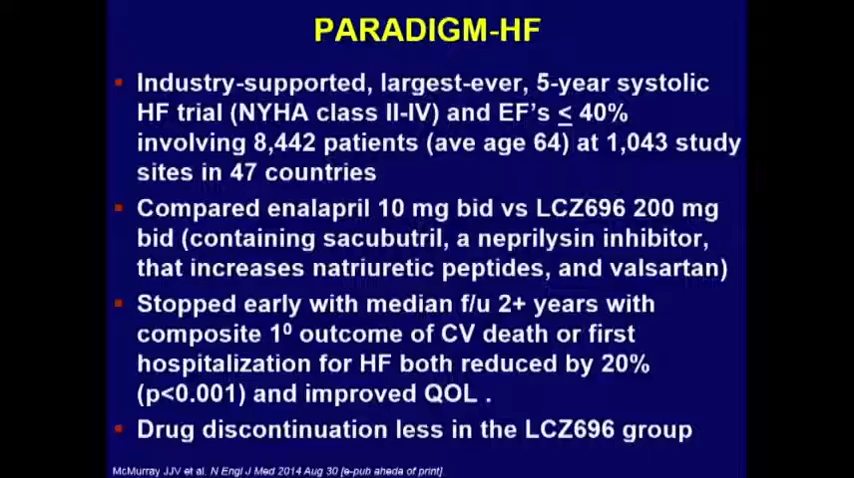 PARADIGM-HF
Industry-supported, largest-ever, 5-year systolic
HF trial (NYHA class II-IV) and EF's ≤ 40%
involving 8,442 patients (ave age 64) at 1,043 study
sites in 47 countries
Compared enalapril 10 mg bid vs LCZ696 200 mg
bid (containing sacubutril, a neprilysin inhibitor,
that increases natriuretic peptides, and valsartan)
Stopped early with median f/u 2+ years with
composite 1⁰ outcome of CV death or first
hospitalization for HF both reduced by 20%
(p<0.001) and improved QOL .
Drug discontinuation less in the LCZ696 group
McMurray JJV et al. N Engl J Med 2014 Aug 30 [e-pub aheda of print]